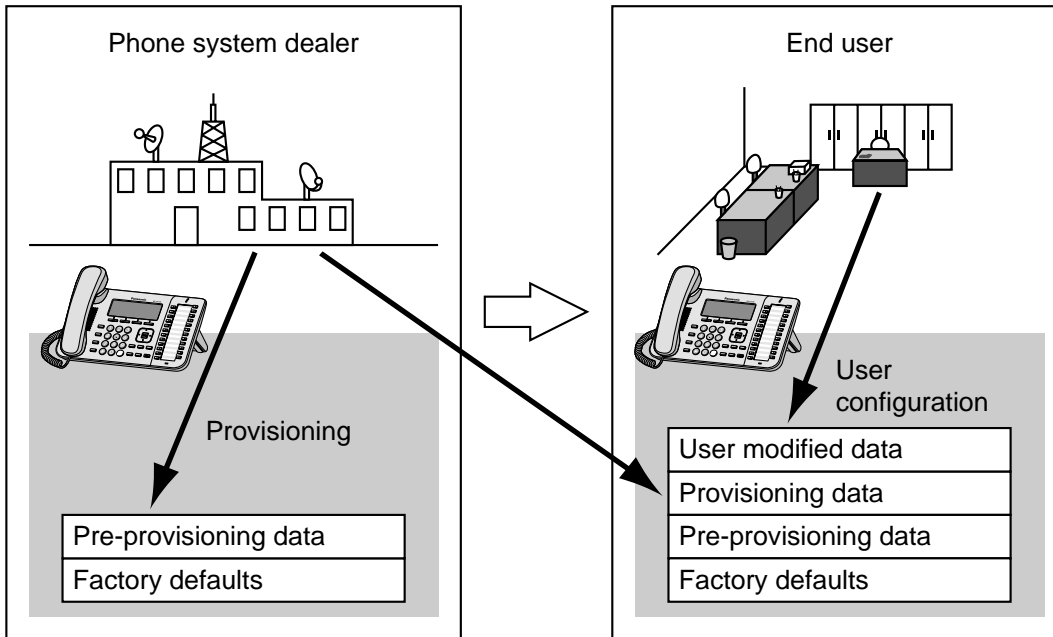 Phone system dealer
Provisioning
Pre-provisioning data
Factory defaults
End user
User
configuration
User modified data
Provisioning data
Pre-provisioning data
Factory defaults